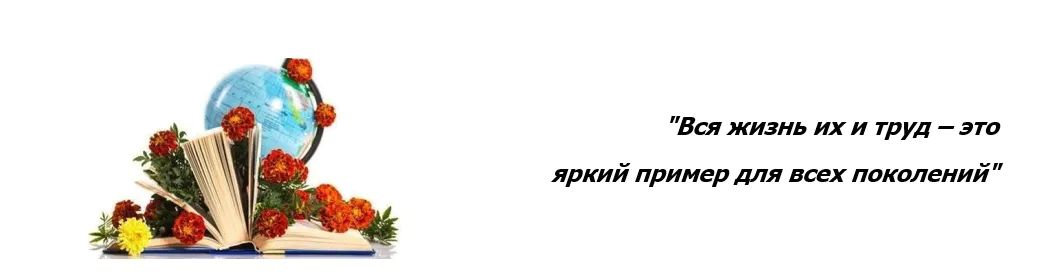 "Вся жизнь их и труд – это
яркий пример для всех поколений"